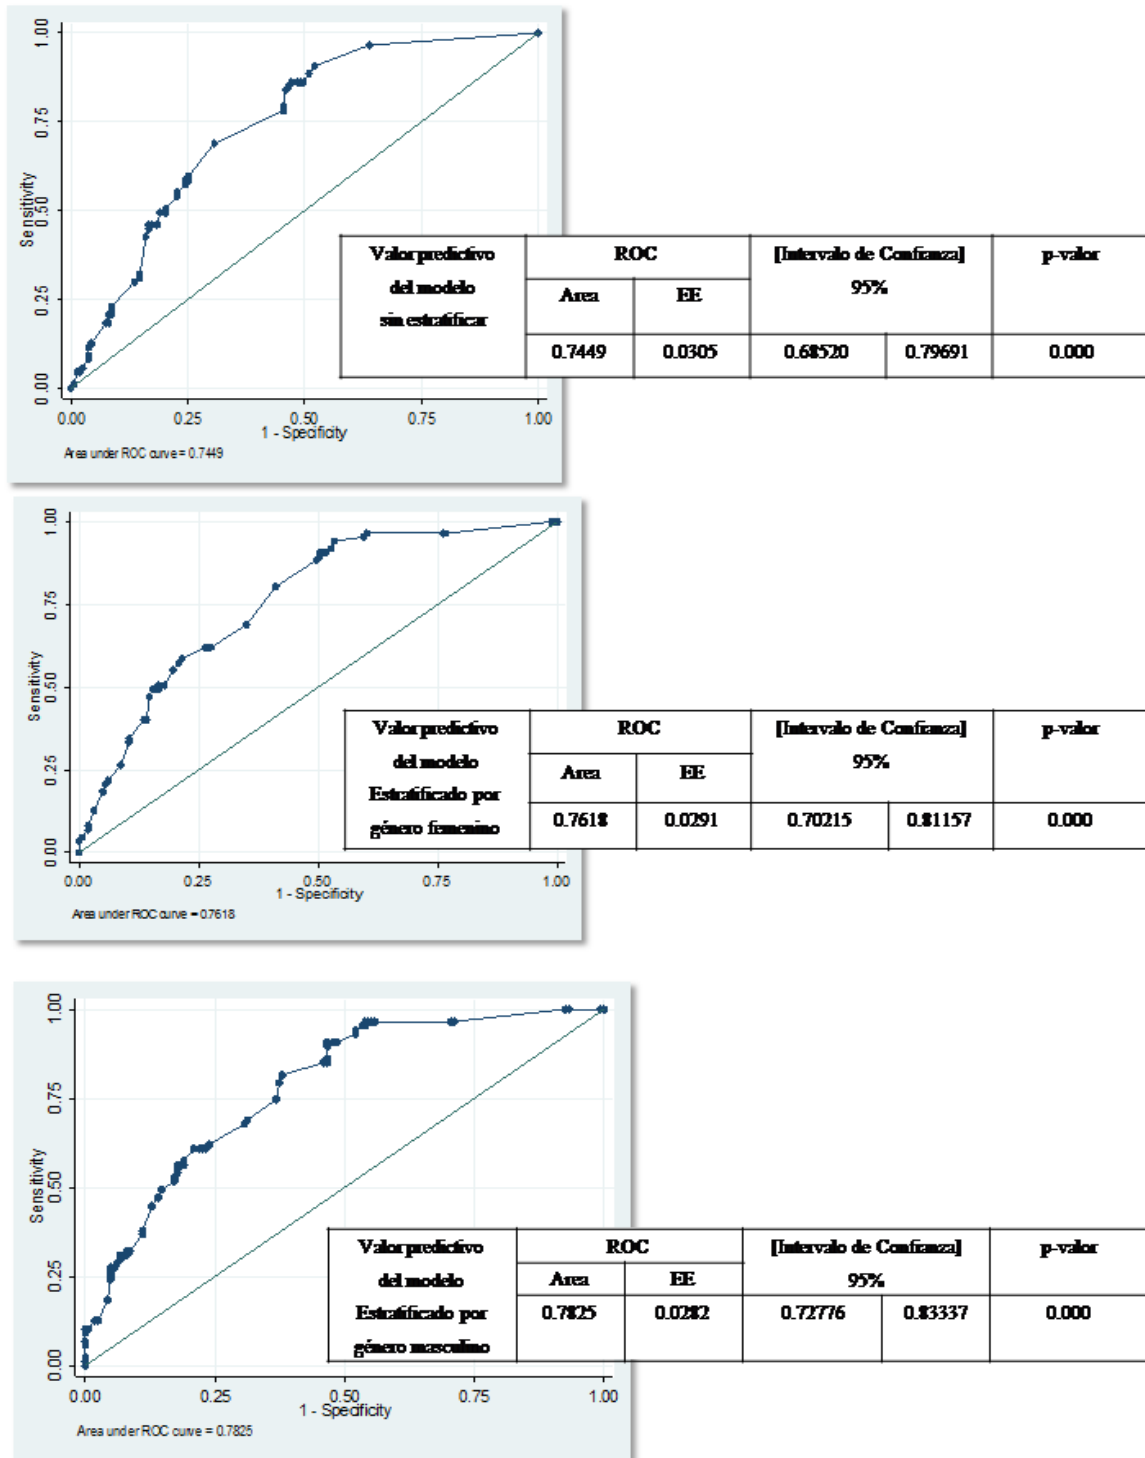 1.00
0.75
0.50
0.25
0.00
Sensitivity
0.00 0.25 0.50 0.75 1.00
1 - Specificity
Area under ROC curve = 0.7449
Valor predictivo
del modelo
sin estratificar
ROC
[Intervalo de Confianza]
95%
p-valor
Area EE
0.7449 0.0305 0.68520 0.79691 0.000
1.00
0.75
0.50
0.25
0.00
Sensitivity
0.00 0.25 0.50 0.75 1.00
1 - Specificity
Area under ROC curve = 0.7618
Valor predictivo
del modelo
Estratificado por
género femenino
ROC
[Intervalo de Confianza]
95%
p-valor
Area EE
0.7618 0.0291 0.70215 0.81157 0.000
1.00
0.75
0.50
0.25
0.00
Sensitivity
0.00 0.25 0.50 0.75 1.00
1 - Specificity
Area under ROC curve = 0.7825
Valor predictivo
del modelo
Estratificado por
género masculino
ROC
[Intervalo de Confianza]
95%
p-valor
Area EE
0.7825 0.0282 0.72776 0.83337 0.000